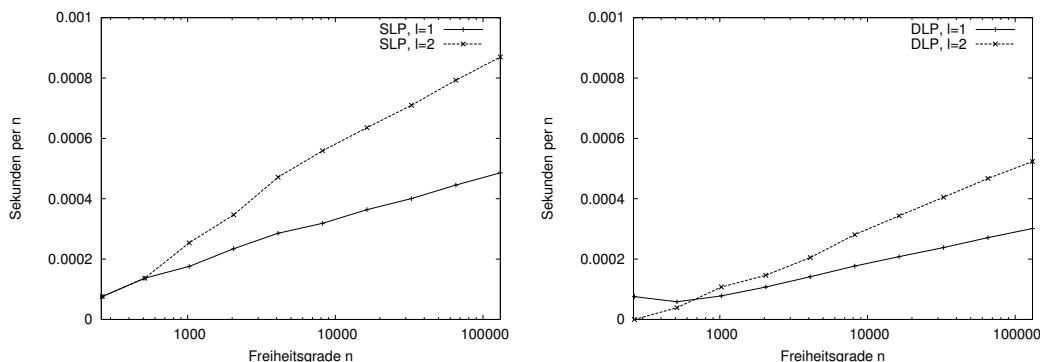 0.001
0.0008
0.0006
0.0004
0.0002
0
Sekunden per n
1000
10000
100000
Freiheitsgrade n
SLP, l=1
SLP, l=2
0.001
0.0008
0.0006
0.0004
0.0002
0
Sekunden per n
1000
10000
100000
Freiheitsgrade n
DLP, l=1
DLP, l=2